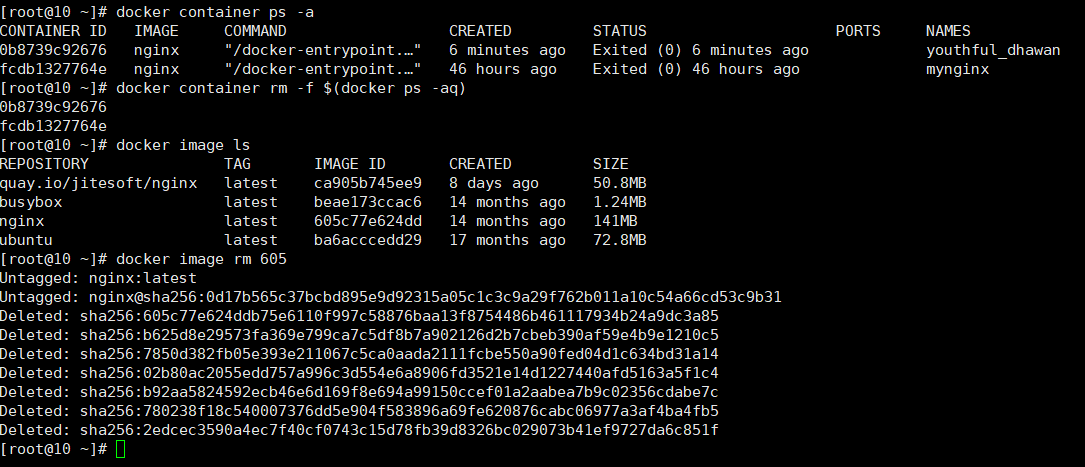 [root@10 ~]# docker container ps -a
CONTAINER ID   IMAGE     COMMAND                  CREATED         STATUS                     PORTS     NAMES
0b8739c92676   nginx     "/docker-entrypoint.…"   6 minutes ago   Exited (0) 6 minutes ago             youthful_dhawan
fcdb1327764e   nginx     "/docker-entrypoint.…"   46 hours ago    Exited (0) 46 hours ago              mynginx
[root@10 ~]# docker container rm -f $(docker ps -aq)
0b8739c92676
fcdb1327764e
[root@10 ~]# docker image ls
REPOSITORY               TAG       IMAGE ID       CREATED         SIZE
quay.io/jitesoft/nginx   latest    ca905b745ee9   8 days ago      50.8MB
busybox                  latest    beae173ccac6   14 months ago   1.24MB
nginx                    latest    605c77e624dd   14 months ago   141MB
ubuntu                   latest    ba6acccedd29   17 months ago   72.8MB
[root@10 ~]# docker image rm 605
Untagged: nginx:latest
Untagged: nginx@sha256:0d17b565c37bcbd895e9d92315a05c1c3c9a29f762b011a10c54a66cd53c9b31
Deleted: sha256:605c77e624ddb75e6110f997c58876baa13f8754486b461117934b24a9dc3a85
Deleted: sha256:b625d8e29573fa369e799ca7c5df8b7a902126d2b7cbeb390af59e4b9e1210c5
Deleted: sha256:7850d382fb05e393e211067c5ca0aada2111fcbe550a90fed04d1c634bd31a14
Deleted: sha256:02b80ac2055edd757a996c3d554e6a8906fd3521e14d1227440afd5163a5f1c4
Deleted: sha256:b92aa5824592ecb46e6d169f8e694a99150ccef01a2aabea7b9c02356cdabe7c
Deleted: sha256:780238f18c540007376dd5e904f583896a69fe620876cabc06977a3af4ba4fb5
Deleted: sha256:2edcec3590a4ec7f40cf0743c15d78fb39d8326bc029073b41ef9727da6c851f
[root@10 ~]#